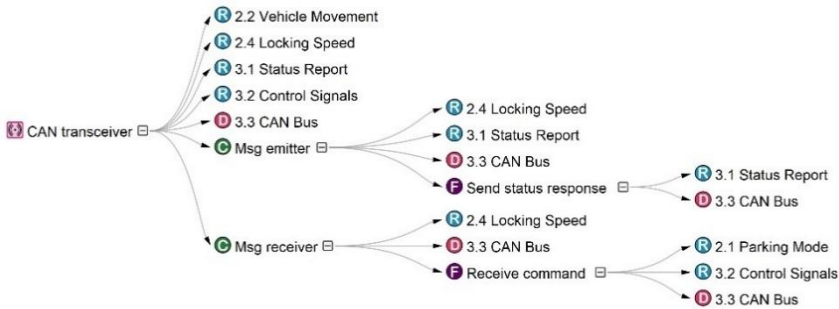 R 2.2 Vehicle Movement
R 2.4 Locking Speed
R 3.1 Status Report
R 3.2 Control Signals
CAN transceiver
D 3.3 CAN Bus
C Msg emitter
R 2.4 Locking Speed
R 3.1 Status Report
D 3.3 CAN Bus
F Send status response
R 3.1 Status Report
D 3.3 CAN Bus
C Msg receiver
R 2.4 Locking Speed
D 3.3 CAN Bus
F Receive command
R 2.1 Parking Mode
R 3.2 Control Signals
D 3.3 CAN Bus